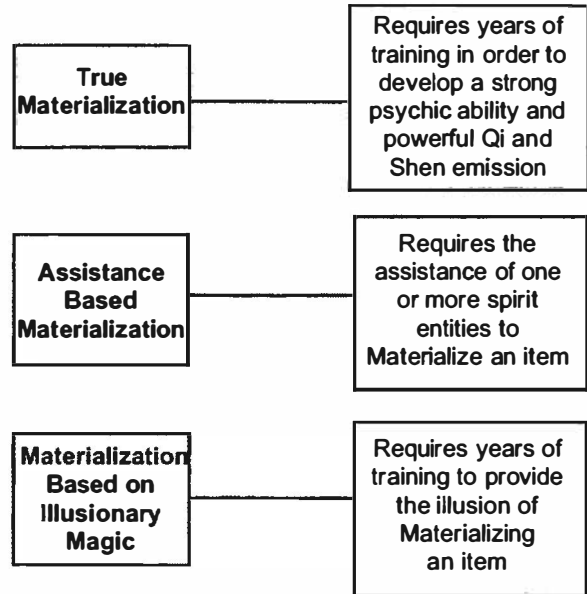 True
Materialization
Requires years of
training in order to
develop a strong
psychic ability and
powerful Qi and
Shen emission
Assistance
Based
Materialization
Requires the
assistance of one
or more spirit
entities to
Materialize an item
Materialization
Based on
Illusionary
Magic
Requires years of
training to provide
the illusion of
Materializing
an item